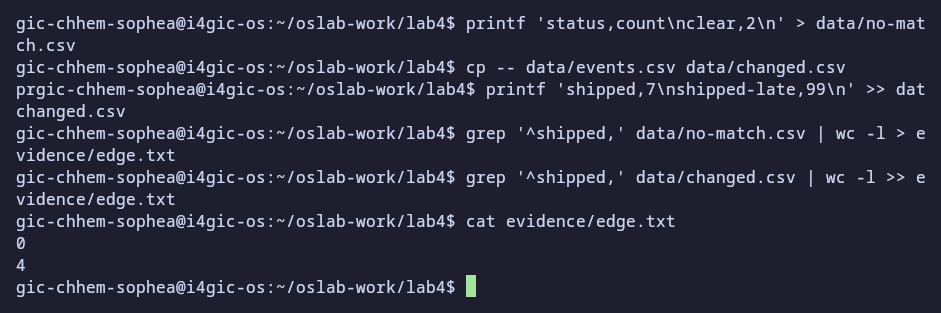 gic-chhem-sophea@i4gic-os:~/oslab-work/lab4$ printf 'status,count\nclear,2\n' > data/no-mat
ch.csv
gic-chhem-sophea@i4gic-os:~/oslab-work/lab4$ cp -- data/events.csv data/changed.csv
prgic-chhem-sophea@i4gic-os:~/oslab-work/lab4$ printf 'shipped,7\nshipped-late,99\n' >> dat
changed.csv
gic-chhem-sophea@i4gic-os:~/oslab-work/lab4$ grep '^shipped,' data/no-match.csv | wc -l > e
vidence/edge.txt
gic-chhem-sophea@i4gic-os:~/oslab-work/lab4$ grep '^shipped,' data/changed.csv | wc -l >> e
vidence/edge.txt
gic-chhem-sophea@i4gic-os:~/oslab-work/lab4$ cat evidence/edge.txt
0
4
gic-chhem-sophea@i4gic-os:~/oslab-work/lab4$